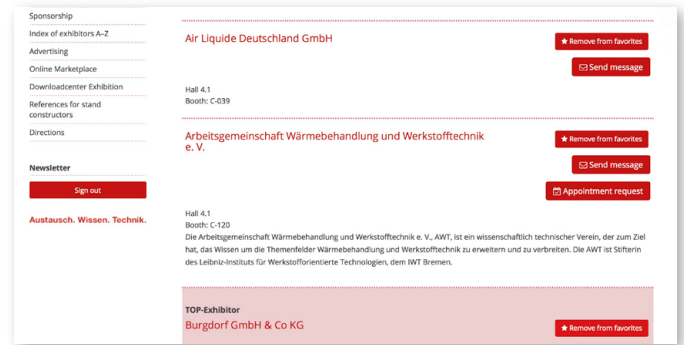 Sponsorship
Index of exhibitors A–Z
Advertising
Online Marketplace
Downloadcenter Exhibition
References for stand
constructors
Directions
Newsletter
Sign out
Austausch. Wissen. Technik.
Air Liquide Deutschland GmbH
Remove from favorites
Send message
Hall 4.1
Booth: C-039
Arbeitsgemeinschaft Wärmebehandlung und Werkstofftechnik
e. V.
Remove from favorites
Send message
Appointment request
Hall 4.1
Booth: C-120
Die Arbeitsgemeinschaft Wärmebehandlung und Werkstofftechnik e. V., AWT, ist ein wissenschaftlich technischer Verein, der zum Ziel
hat, das Wissen um die Themenfelder Wärmebehandlung und Werkstofftechnik zu erweitern und zu verbreiten. Die AWT ist Stifterin
des Leibniz-Instituts für Werkstofforientierte Technologien, dem IWT Bremen.
TOP-Exhibitor
Burgdorf GmbH & Co KG
Remove from favorites